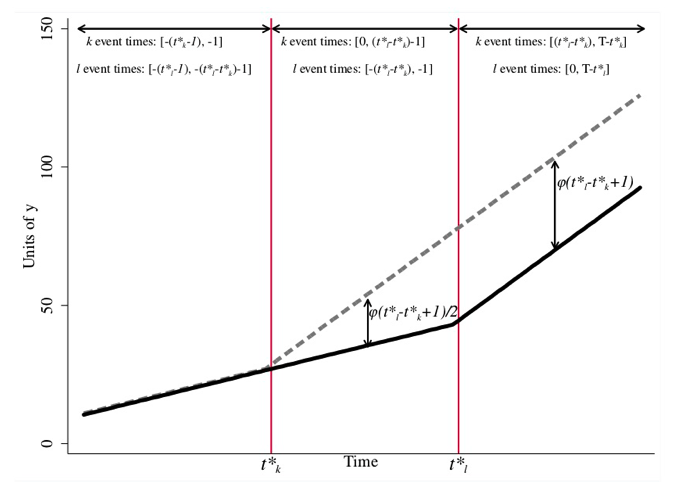 150
k event times: [-(t*k-1), -1]
k event times: [0, (t*l-t*k)-1]
k event times: [(t*l-t*k), T-t*k]
l event times: [-(t*l-1), -(t*l-t*k)-1]
l event times: [-(t*l-t*k), -1]
l event times: [0, T-t*l]
100
φ(t*l-t*k+1)
Units of y
50
φ(t*l-t*k+1)/2
0
t*k
Time
t*l